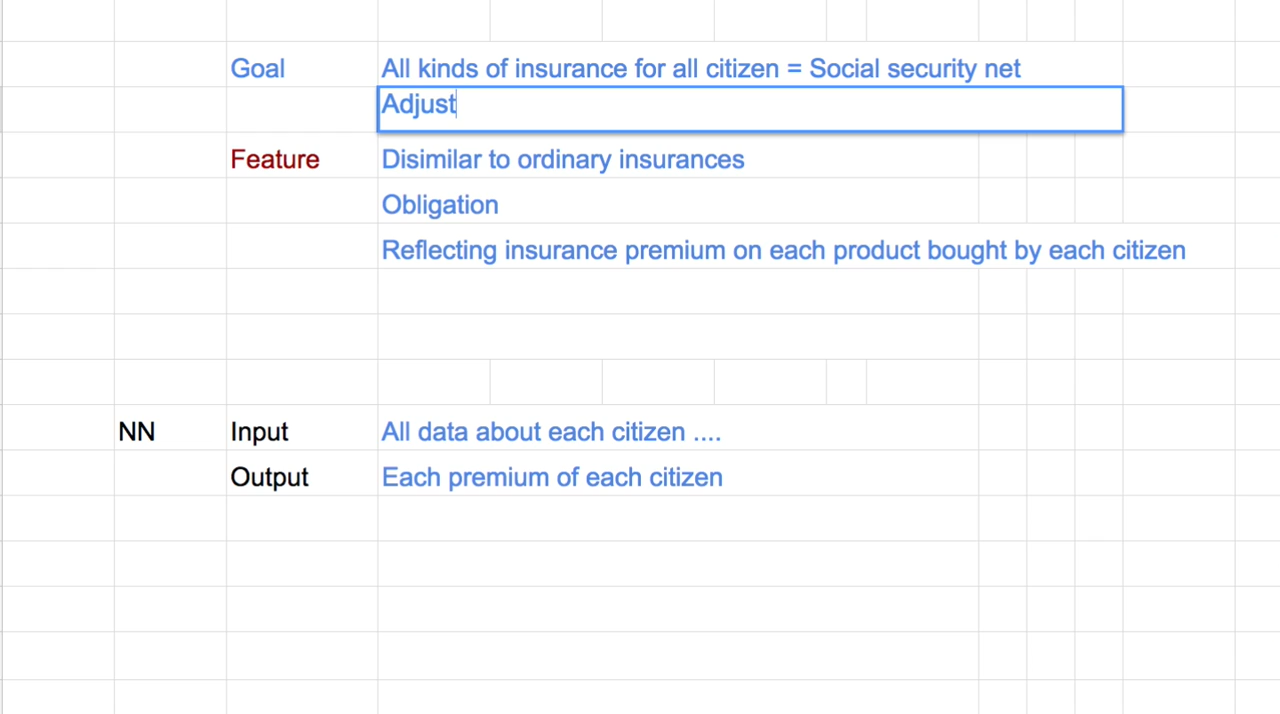 Goal All kinds of insurance for all citizen = Social security net
Adjust
Feature Disimilar to ordinary insurances
Obligation
Reflecting insurance premium on each product bought by each citizen
NN Input All data about each citizen ....
Output Each premium of each citizen